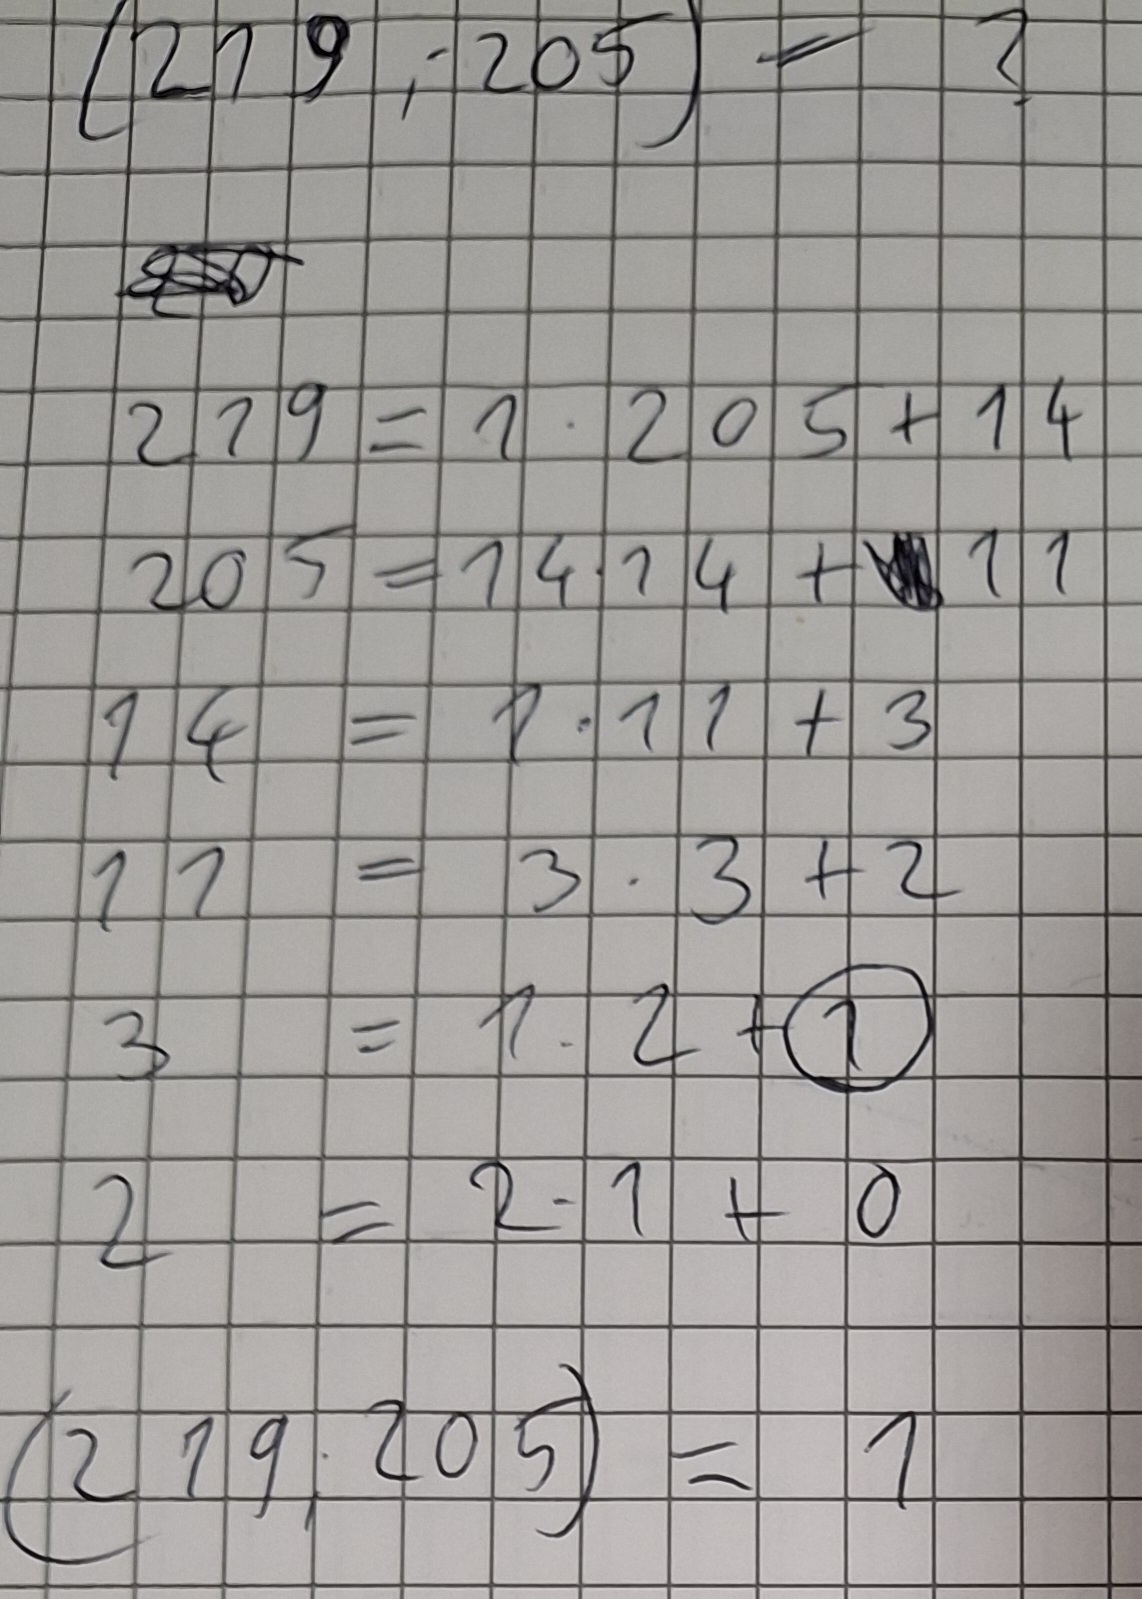 (219, 205) = ?
219 = 1 · 205 + 14
205 = 14 · 14 + 11
14 = 1 · 11 + 3
11 = 3 · 3 + 2
3 = 1 · 2 + 1
2 = 2 · 1 + 0
(219, 205) = 1